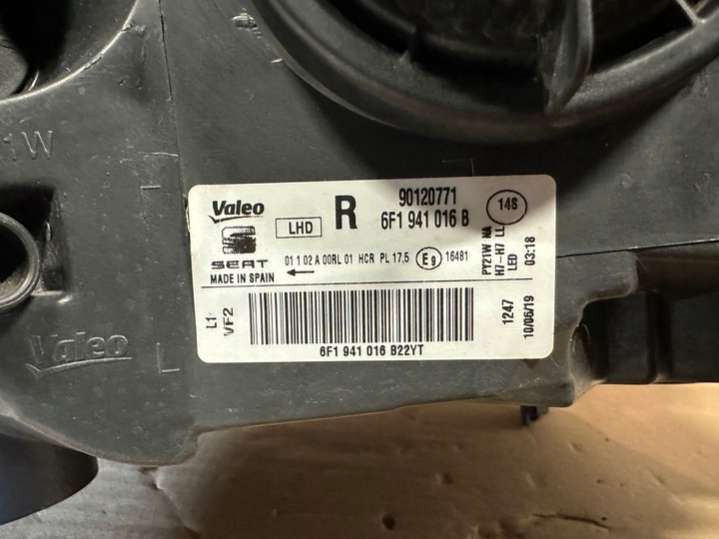 1W
Valeo
LHD
R
90120771
6F1 941 016 B
14S
SEAT
MADE IN SPAIN
01 1 02 A 00RL 01 HCR PL 17,5
E9
16481
PY21W NA
H7-H7 LL
LED
03:18
L1-
VF2
1247
10/06/19
6F1 941 016 B22YT
Valeo
L